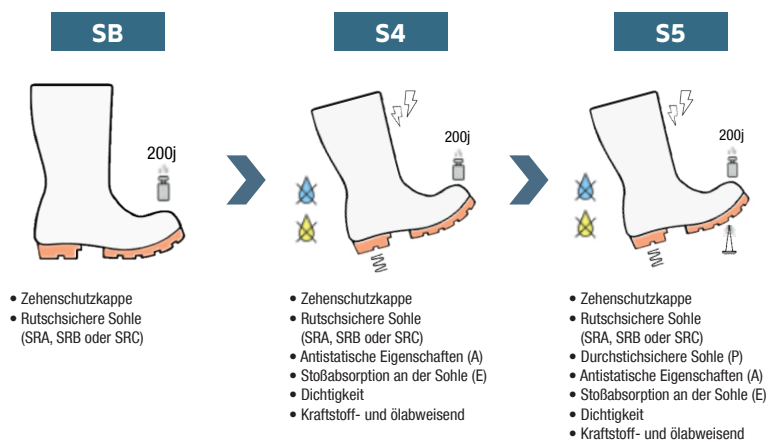 SB
200j
• Zehenschutzkappe
• Rutschsichere Sohle
(SRA, SRB oder SRC)
S4
200j
• Zehenschutzkappe
• Rutschsichere Sohle
(SRA, SRB oder SRC)
• Antistatische Eigenschaften (A)
• Stoßabsorption an der Sohle (E)
• Dichtigkeit
• Kraftstoff- und ölabweisend
S5
200j
• Zehenschutzkappe
• Rutschsichere Sohle
(SRA, SRB oder SRC)
• Durchstichsichere Sohle (P)
• Antistatische Eigenschaften (A)
• Stoßabsorption an der Sohle (E)
• Dichtigkeit
• Kraftstoff- und ölabweisend